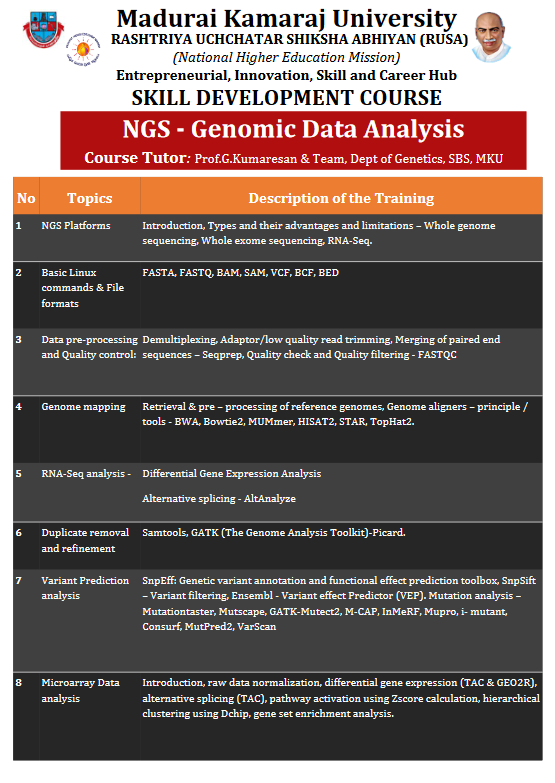 Madurai Kamaraj University
RASHTRIYA UCHCHATAR SHIKSHA ABHIYAN (RUSA)
(National Higher Education Mission)
Entrepreneurial, Innovation, Skill and Career Hub
SKILL DEVELOPMENT COURSE
NGS - Genomic Data Analysis
Course Tutor: Prof.G.Kumaresan & Team, Dept of Genetics, SBS, MKU
No Topics Description of the Training
1 NGS Platforms Introduction, Types and their advantages and limitations – Whole genome
sequencing, Whole exome sequencing, RNA-Seq.
2 Basic Linux FASTA, FASTQ, BAM, SAM, VCF, BCF, BED
commands & File
formats
3 Data pre-processing Demultiplexing, Adaptor/low quality read trimming, Merging of paired end
and Quality control: sequences – Seqprep, Quality check and Quality filtering - FASTQC
4 Genome mapping Retrieval & pre – processing of reference genomes, Genome aligners – principle /
tools - BWA, Bowtie2, MUMmer, HISAT2, STAR, TopHat2.
5 RNA-Seq analysis - Differential Gene Expression Analysis
Alternative splicing - AltAnalyze
6 Duplicate removal Samtools, GATK (The Genome Analysis Toolkit)-Picard.
and refinement
7 Variant Prediction SnpEff: Genetic variant annotation and functional effect prediction toolbox, SnpSift
analysis – Variant filtering, Ensembl - Variant effect Predictor (VEP). Mutation analysis –
Mutationtaster, Mutscape, GATK-Mutect2, M-CAP, InMeRF, Mupro, i- mutant,
Consurf, MutPred2, VarScan
8 Microarray Data Introduction, raw data normalization, differential gene expression (TAC & GEO2R),
analysis alternative splicing (TAC), pathway activation using Zscore calculation, hierarchical
clustering using Dchip, gene set enrichment analysis.